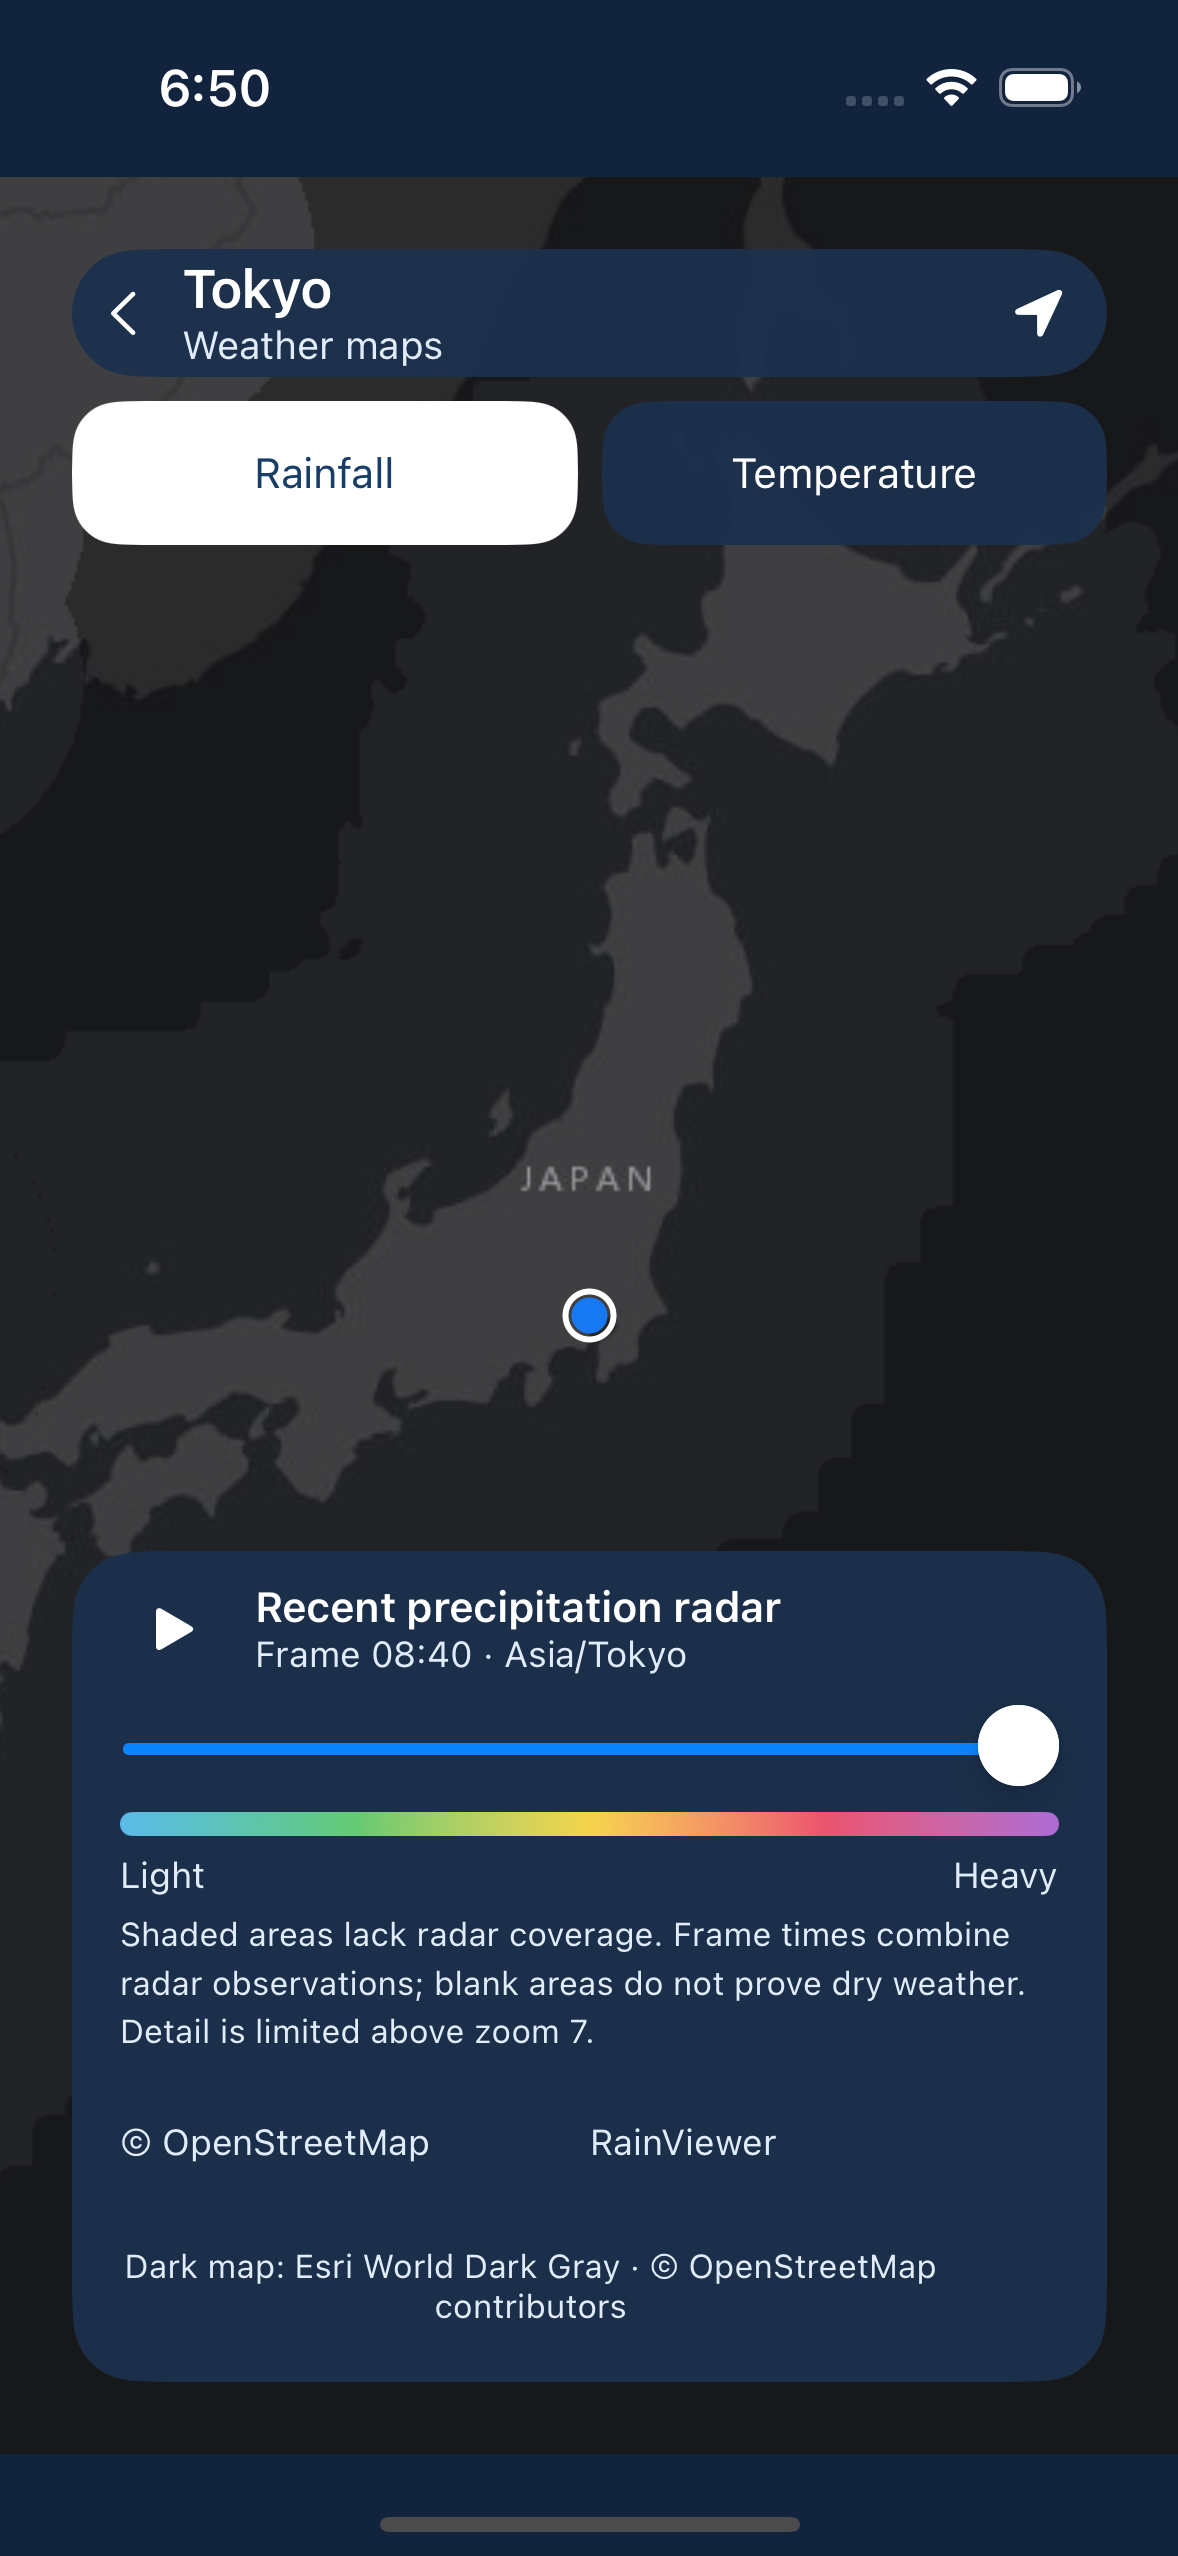 6:50
Tokyo
Weather maps
Rainfall
Temperature
JAPAN
Recent precipitation radar
Frame 08:40 · Asia/Tokyo
Light
Heavy
Shaded areas lack radar coverage. Frame times combine
radar observations; blank areas do not prove dry weather.
Detail is limited above zoom 7.
© OpenStreetMap
RainViewer
Dark map: Esri World Dark Gray · © OpenStreetMap
contributors